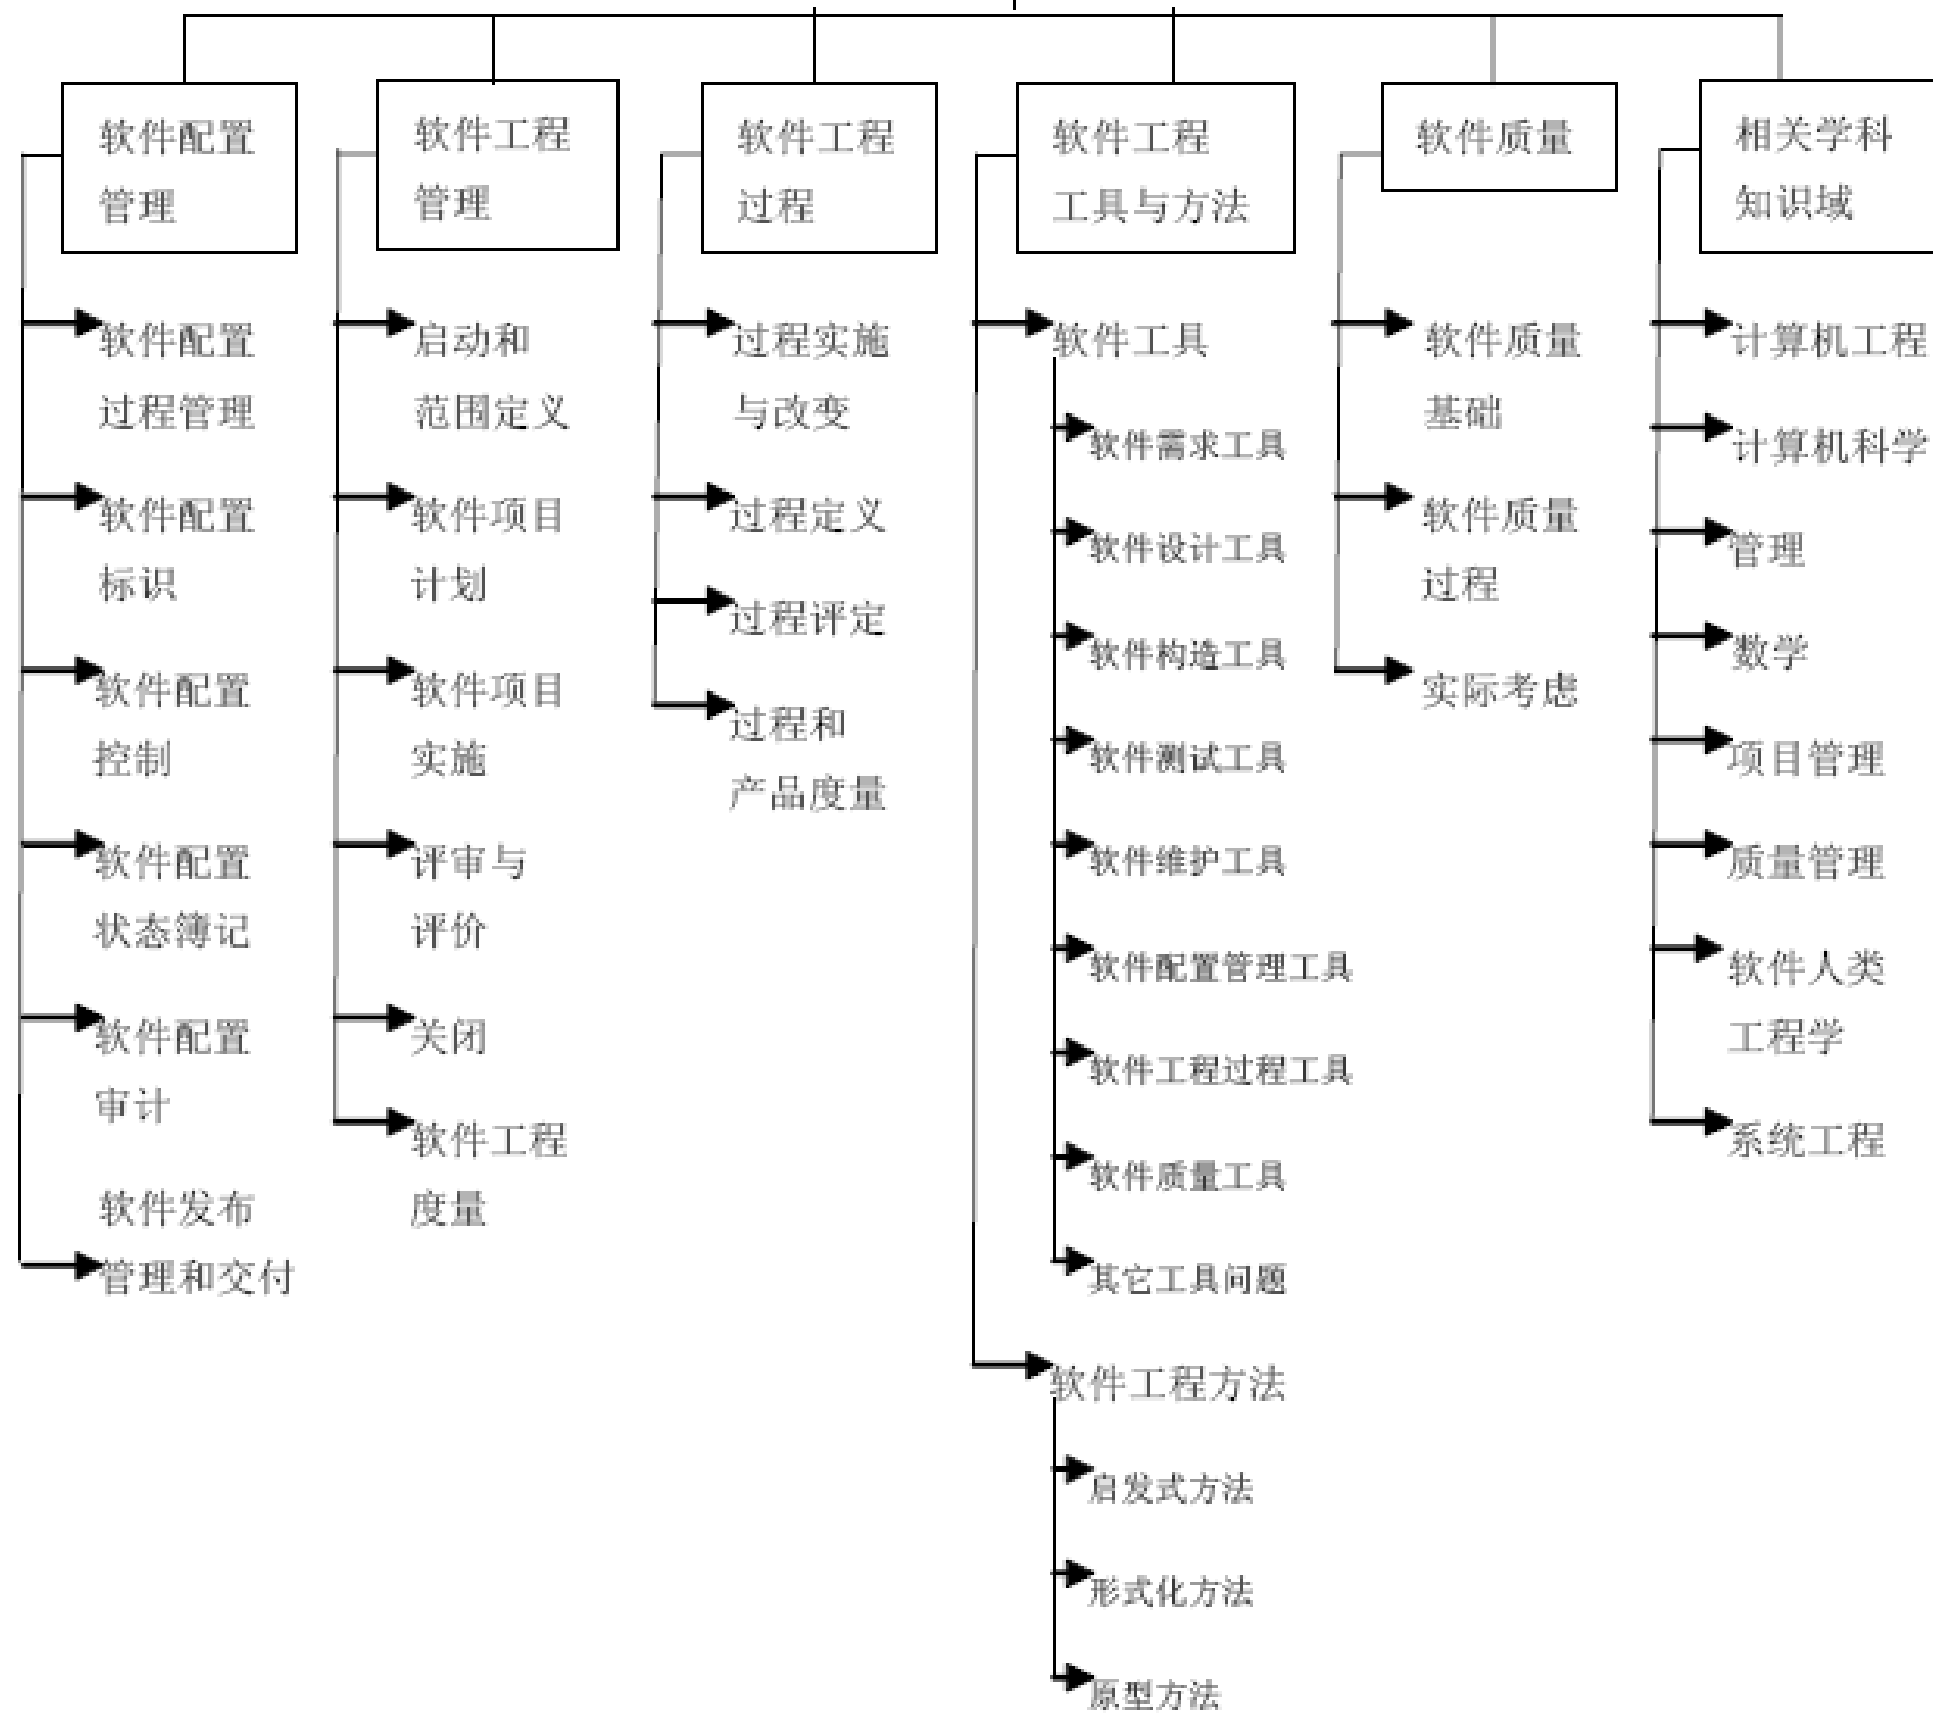 软件配置
管理
软件配置
过程管理
软件配置
标识
软件配置
控制
软件配置
状态簿记
软件配置
审计
软件发布
管理和交付
软件工程
管理
启动和
范围定义
软件项目
计划
软件项目
实施
评审与
评价
关闭
软件工程
度量
软件工程
过程
过程实施
与改变
过程定义
过程评定
过程和
产品度量
软件工程
工具与方法
软件工具
软件需求工具
软件设计工具
软件构造工具
软件测试工具
软件维护工具
软件配置管理工具
软件工程过程工具
软件质量工具
其它工具问题
软件工程方法
启发式方法
形式化方法
原型方法
软件质量
软件质量
基础
软件质量
过程
实际考虑
相关学科
知识域
计算机工程
计算机科学
管理
数学
项目管理
质量管理
软件人类
工程学
系统工程